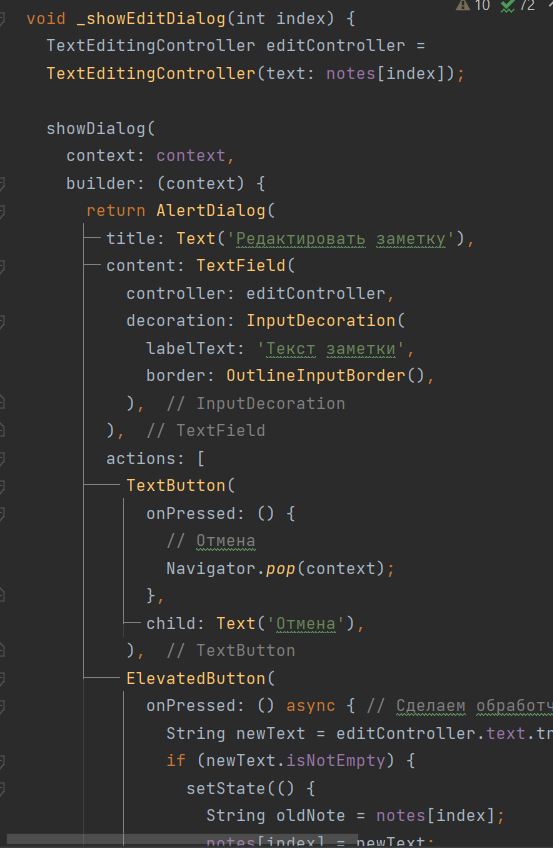 10 72
void _showEditDialog(int index) {
TextEditingController editController =
TextEditingController(text: notes[index]);
showDialog(
context: context,
builder: (context) {
return AlertDialog(
title: Text('Редактировать заметку'),
content: TextField(
controller: editController,
decoration: InputDecoration(
labelText: 'Текст заметки',
border: OutlineInputBorder(),
), // InputDecoration
), // TextField
actions: [
TextButton(
onPressed: () {
// Отмена
Navigator.pop(context);
},
child: Text('Отмена'),
), // TextButton
ElevatedButton(
onPressed: () async { // Сделаем обработч
String newText = editController.text.tr
if (newText.isNotEmpty) {
setState(() {
String oldNote = notes[index];
notes[index] = newText;